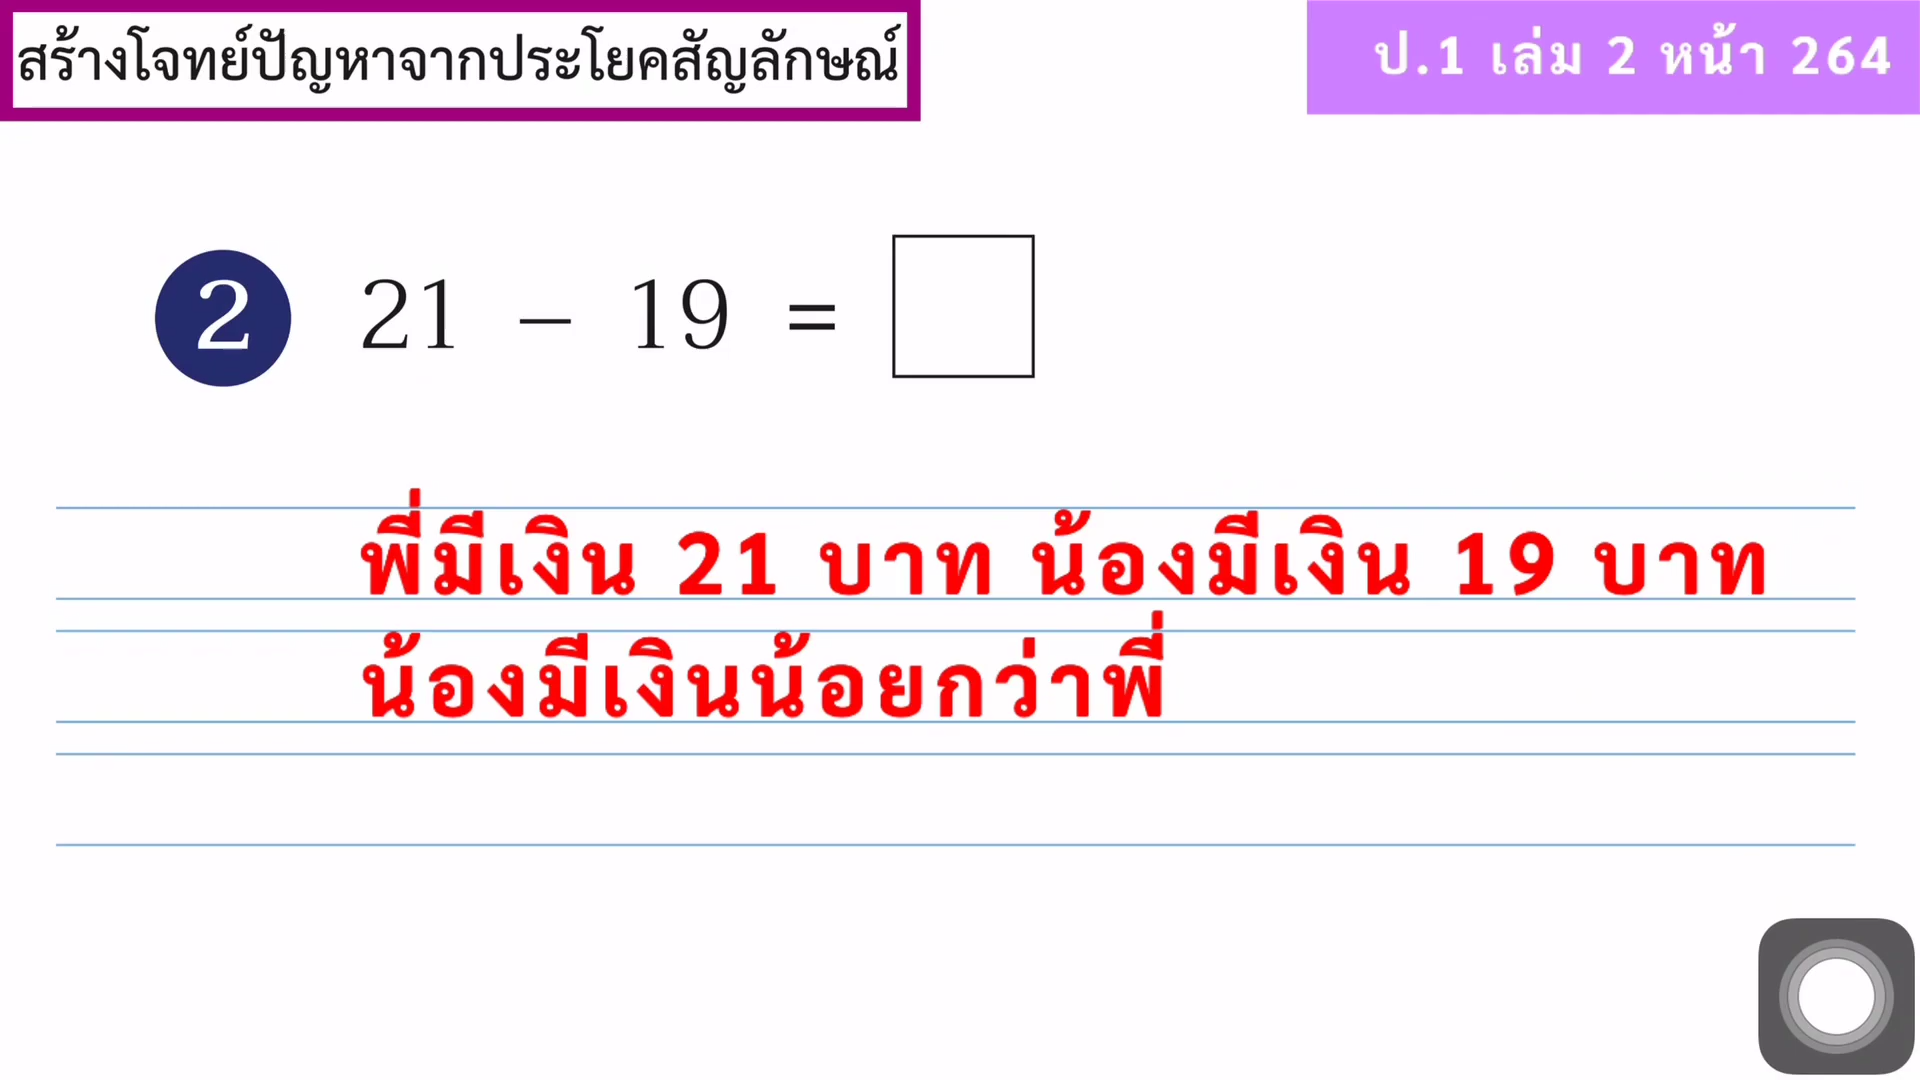 สร้างโจทย์ปัญหาจากประโยคสัญลักษณ์
ป.1 เล่ม 2 หน้า 264
2 21 – 19 =
พี่มีเงิน 21 บาท น้องมีเงิน 19 บาท
น้องมีเงินน้อยกว่าพี่